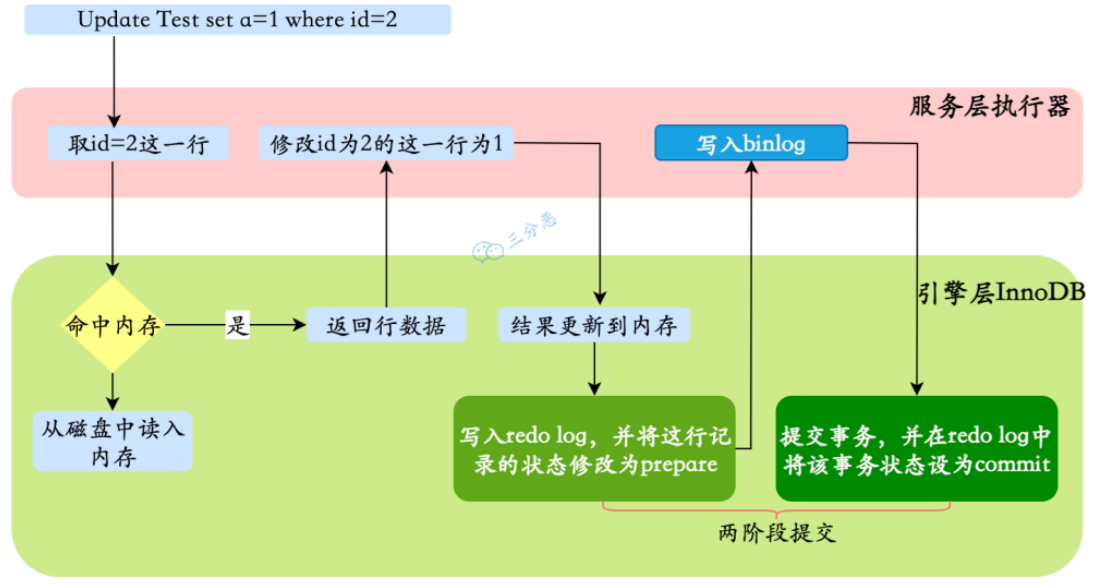 Update Test set a=1 where id=2
服务层执行器
取id=2这一行
修改id为2的这一行为1
写入binlog
三分恶
引擎层InnoDB
命中内存
是
返回行数据
结果更新到内存
从磁盘中读入
内存
写入redo log，并将这行记
录的状态修改为prepare
提交事务，并在redo log中
将该事务状态设为commit
两阶段提交